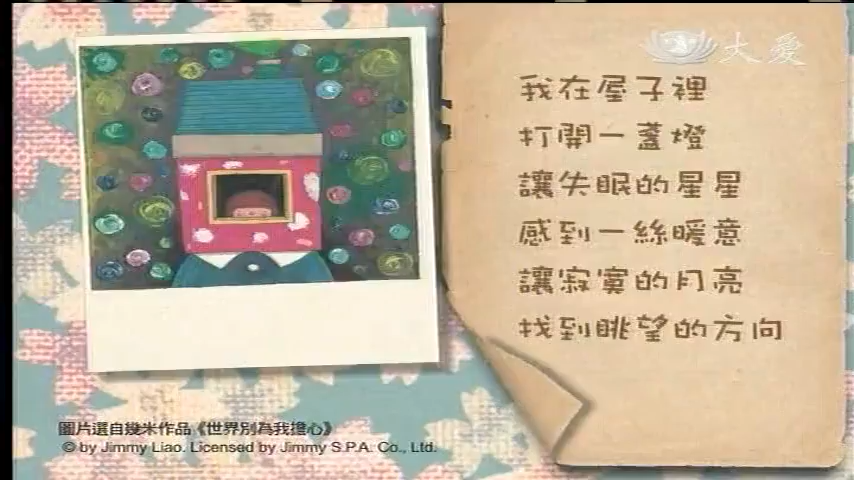 大愛
我在屋子裡
打開一蓋燈
讓失眠的星星
感到一絲暖意
讓寂寞的月亮
找到眺望的方向
圖片選自幾米作品《世界別為我擔心》
© by Jimmy Liao. Licensed by Jimmy S.P.A. Co., Ltd.